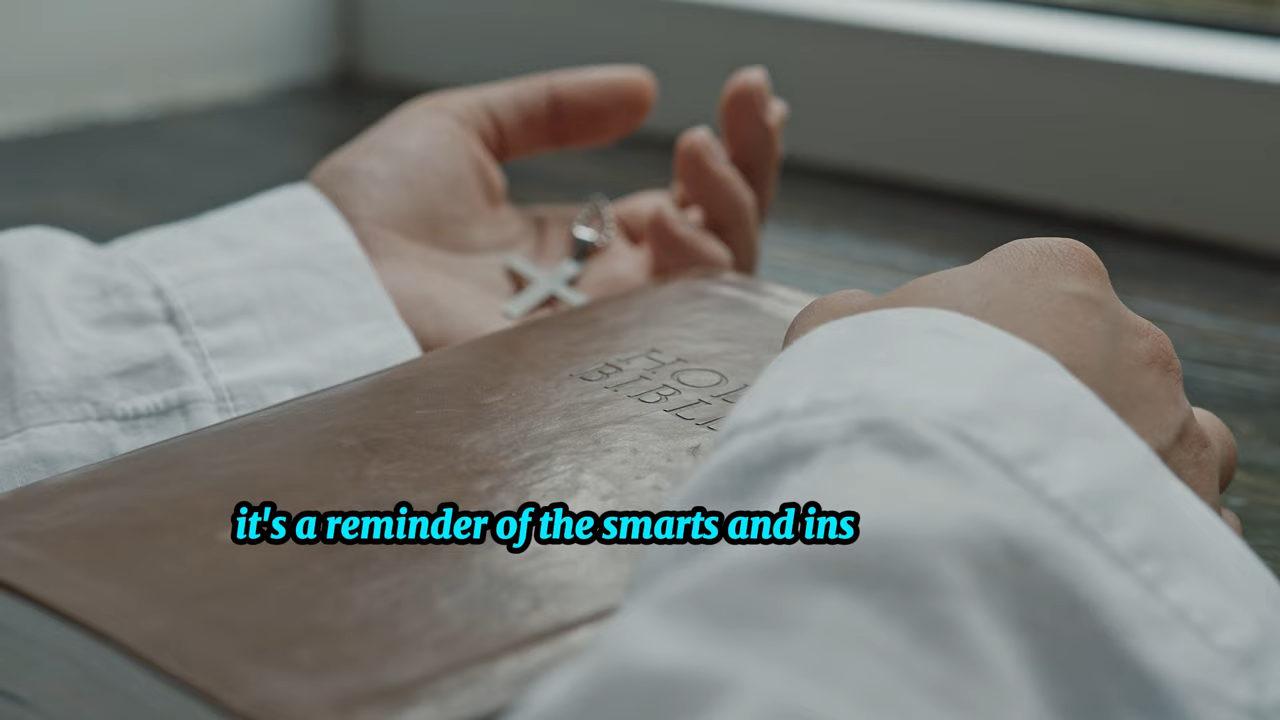 HOL
BIBL
it's a reminder of the smarts and ins